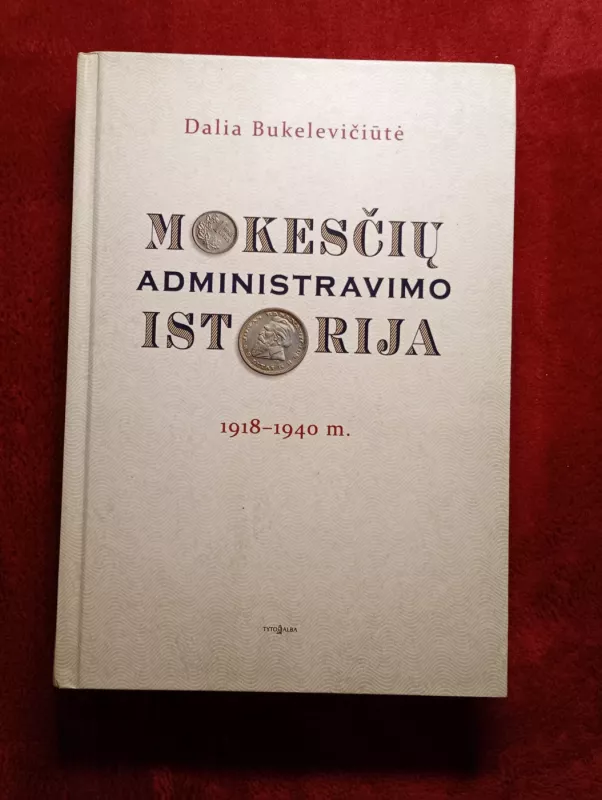 Dalia Bukelevičiūtė
MOKESČIŲ
ADMINISTRAVIMO
ISTORIJA
1918–1940 m.
TYTO ALBA